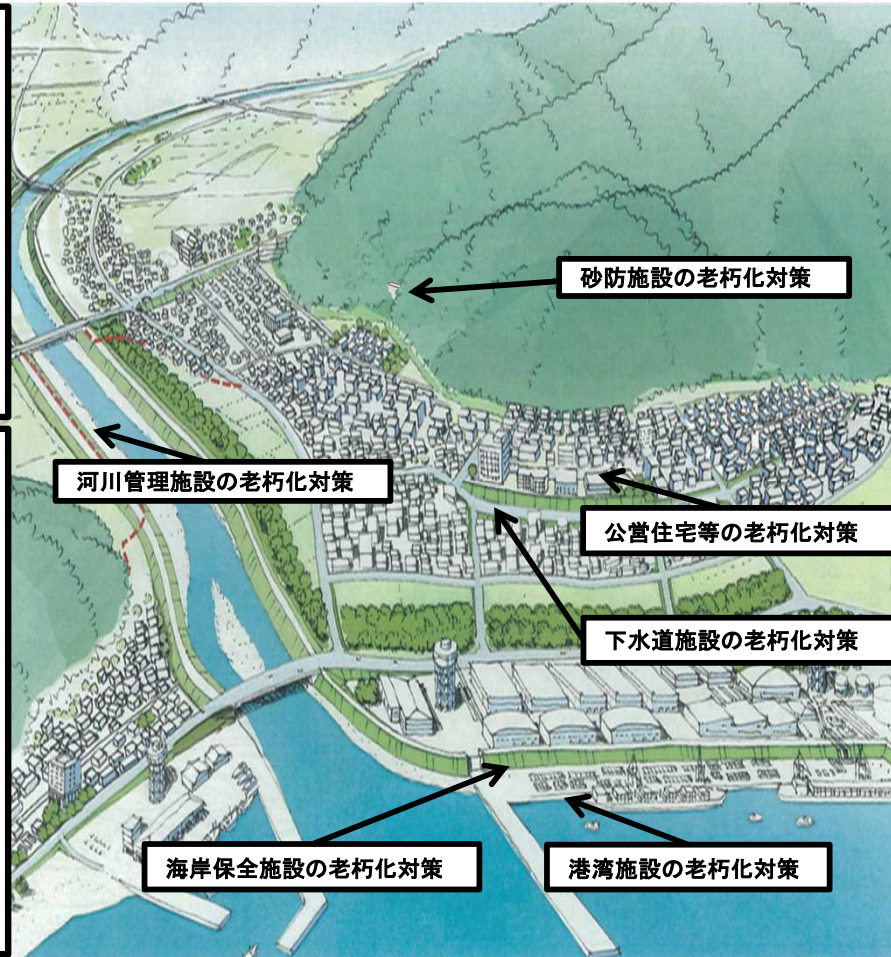 砂防施設の老朽化対策
河川管理施設の老朽化対策
公営住宅等の老朽化対策
下水道施設の老朽化対策
海岸保全施設の老朽化対策
港湾施設の老朽化対策